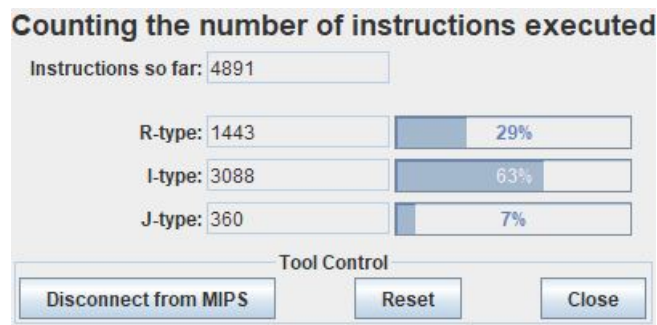 Counting the number of instructions executed
Instructions so far: 4891
R-type: 1443 29%
I-type: 3088 63%
J-type: 360 7%
Tool Control
Disconnect from MIPS Reset Close